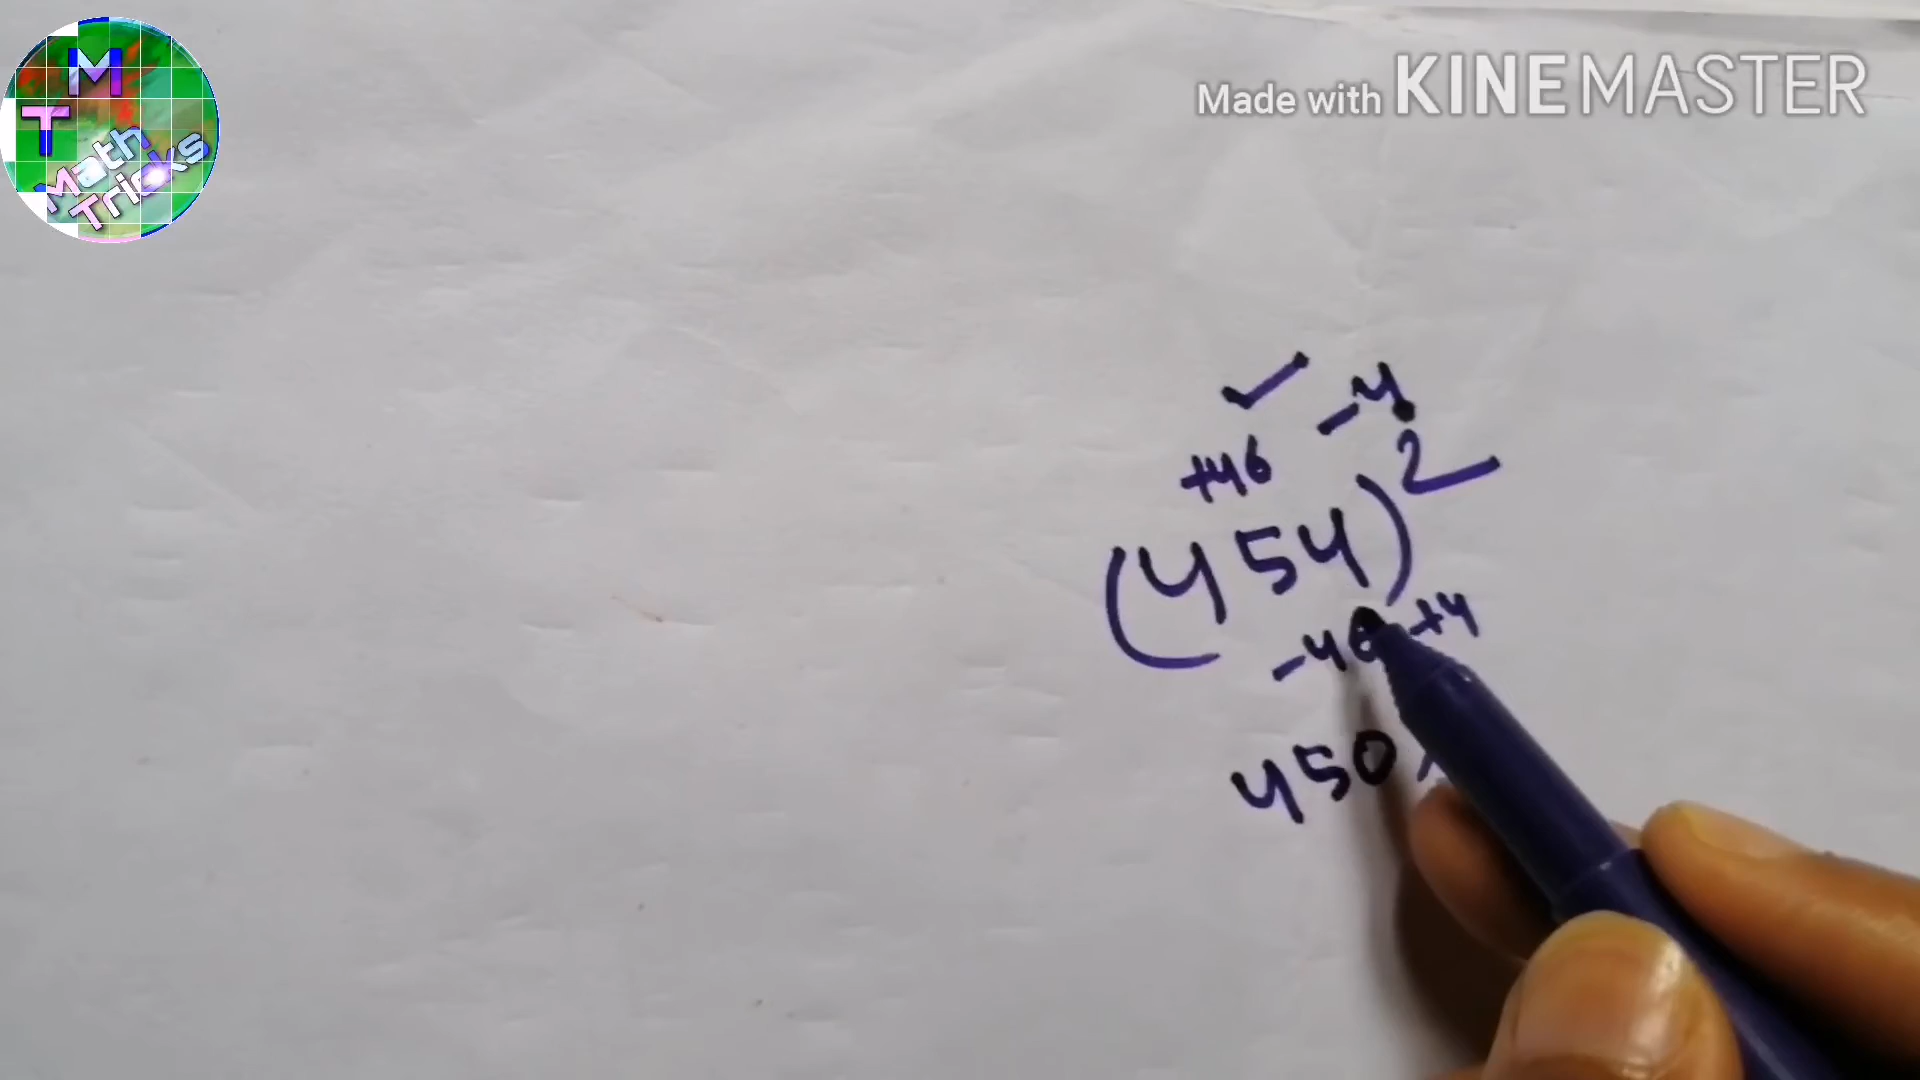 M
T
Math
Tricks
Made with KINEMASTER
-4
+46
(454)²
-46 +4
450